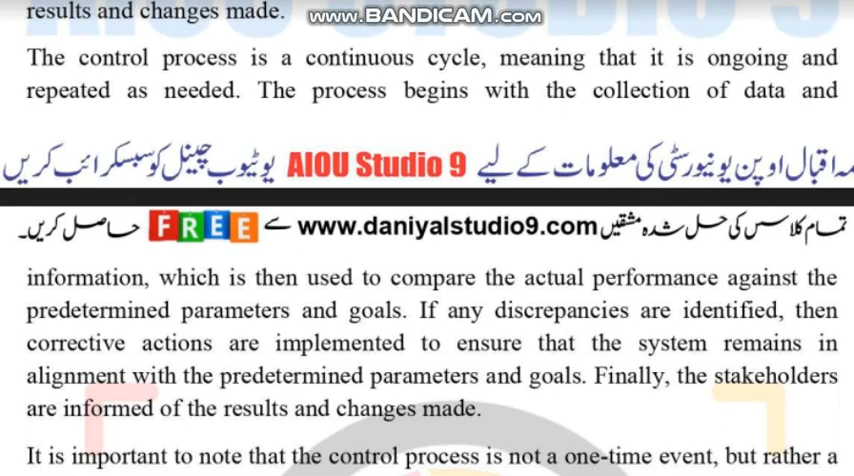 results and changes made.
www.BANDICAM.com
The control process is a continuous cycle, meaning that it is ongoing and
repeated as needed. The process begins with the collection of data and
اقبال اوپن یونیورسٹی کی معلومات کے لیے AIOU Studio 9 یوٹیوب چینل کو سبسکرائب کریں
تمام کلاسس کی حل شدہ مشقیں www.daniyalstudio9.com سے FREE حاصل کریں۔
information, which is then used to compare the actual performance against the
predetermined parameters and goals. If any discrepancies are identified, then
corrective actions are implemented to ensure that the system remains in
alignment with the predetermined parameters and goals. Finally, the stakeholders
are informed of the results and changes made.
It is important to note that the control process is not a one-time event, but rather a